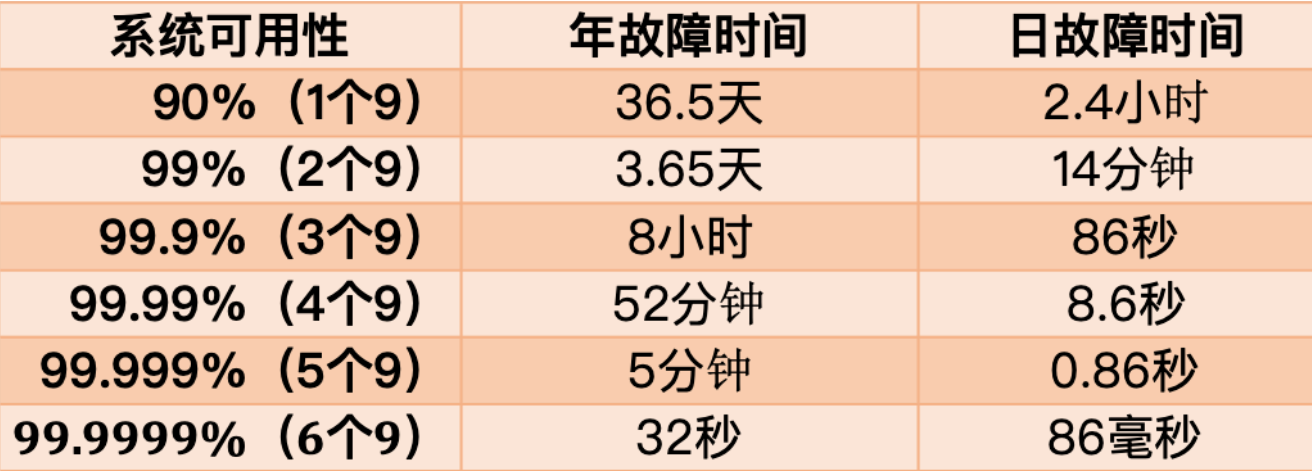 系统可用性 年故障时间 日故障时间
90%（1个9） 36.5天 2.4小时
99%（2个9） 3.65天 14分钟
99.9%（3个9） 8小时 86秒
99.99%（4个9） 52分钟 8.6秒
99.999%（5个9） 5分钟 0.86秒
99.9999%（6个9） 32秒 86毫秒